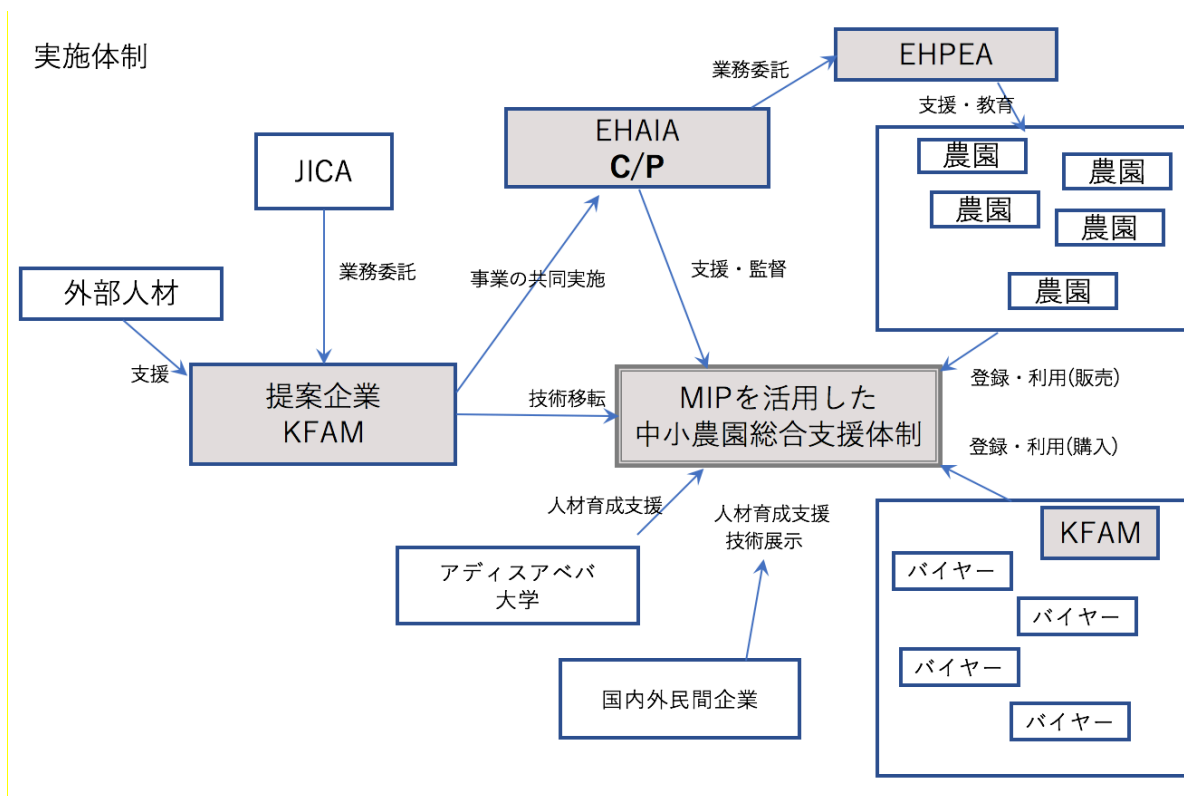 実施体制
EHPEA
業務委託
支援・教育
EHAIA
C/P
JICA
農園
農園
農園
農園
農園
業務委託
事業の共同実施
支援・監督
外部人材
支援
提案企業
KFAM
技術移転
MIPを活用した
中小農園総合支援体制
登録・利用(販売)
登録・利用(購入)
人材育成支援
人材育成支援
技術展示
アディスアベバ
大学
国内外民間企業
KFAM
バイヤー
バイヤー
バイヤー
バイヤー